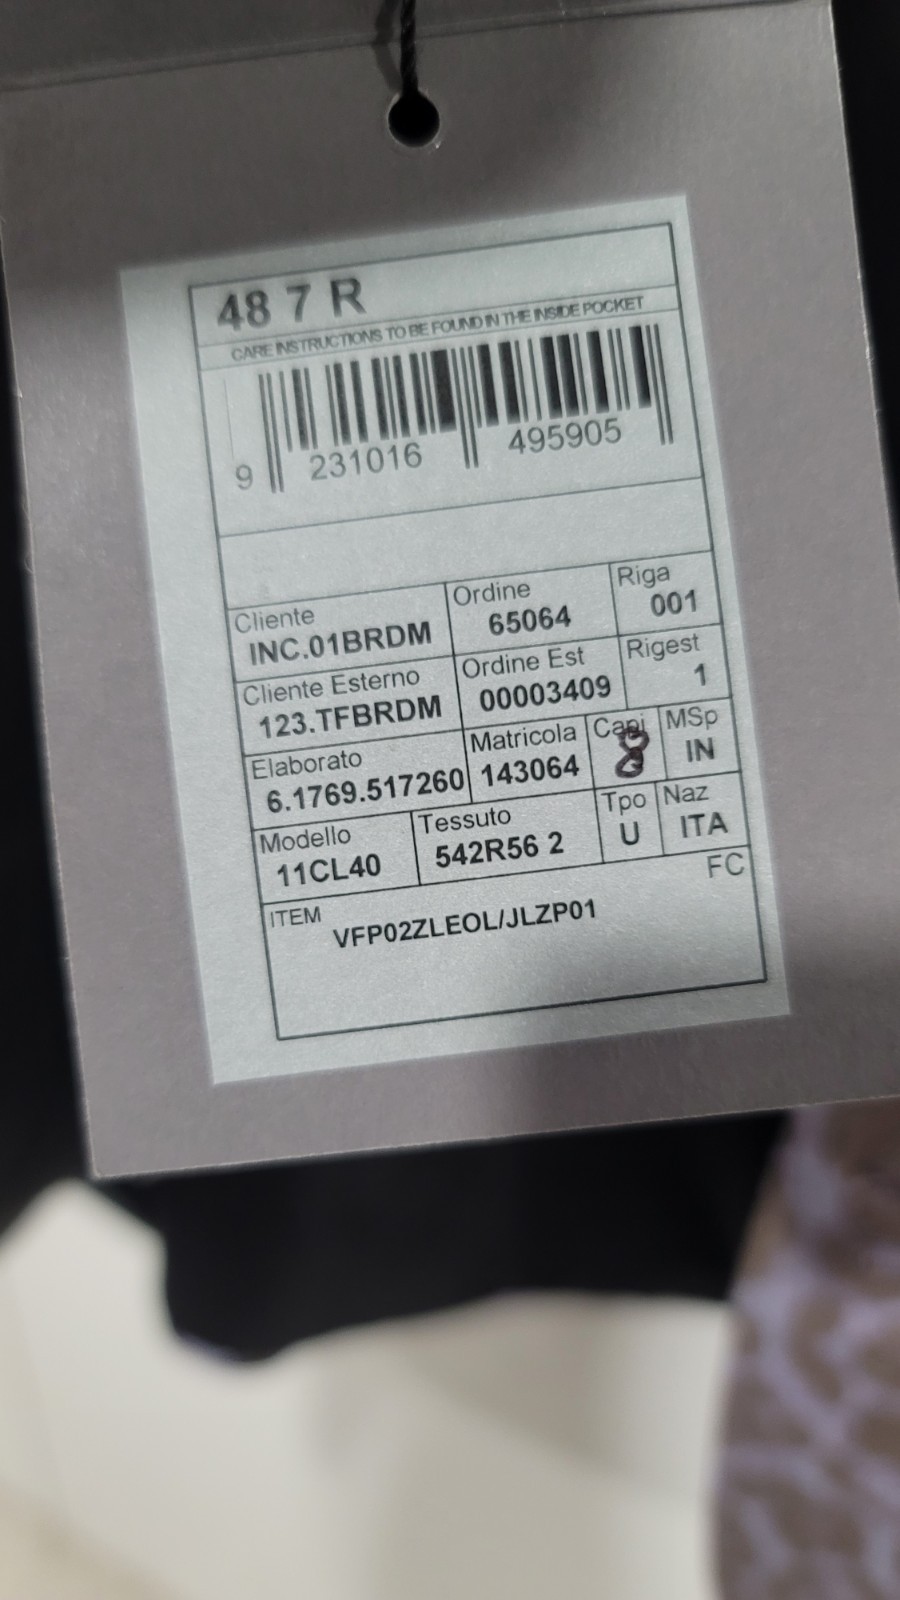 48 7 R
CARE INSTRUCTIONS TO BE FOUND IN THE INSIDE POCKET
9 231016 495905
Cliente Ordine Riga
INC.01BRDM 65064 001
Cliente Esterno Ordine Est Rigest
123.TFBRDM 00003409 1
Elaborato Matricola Capi MSp
6.1769.517260 143064 8 IN
Modello Tessuto Tpo Naz
11CL40 542R56 2 U ITA
ITEM FC
VFP02ZLEOL/JLZP01